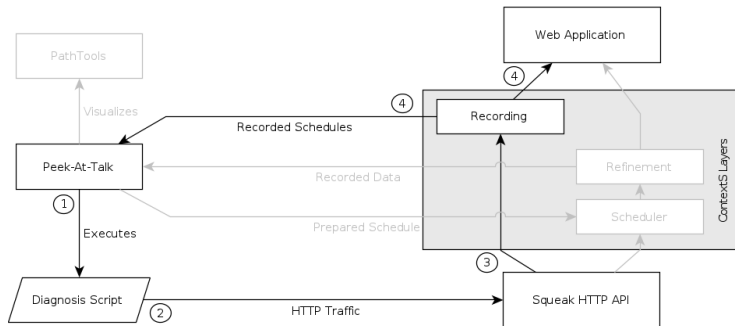 Web Application
PathTools
4
4
Visualizes
Recording
Recorded Schedules
Peek-At-Talk
Refinement
Recorded Data
ContextS Layers
1
Scheduler
Prepared Schedule
Executes
3
Diagnosis Script
2
HTTP Traffic
Squeak HTTP API